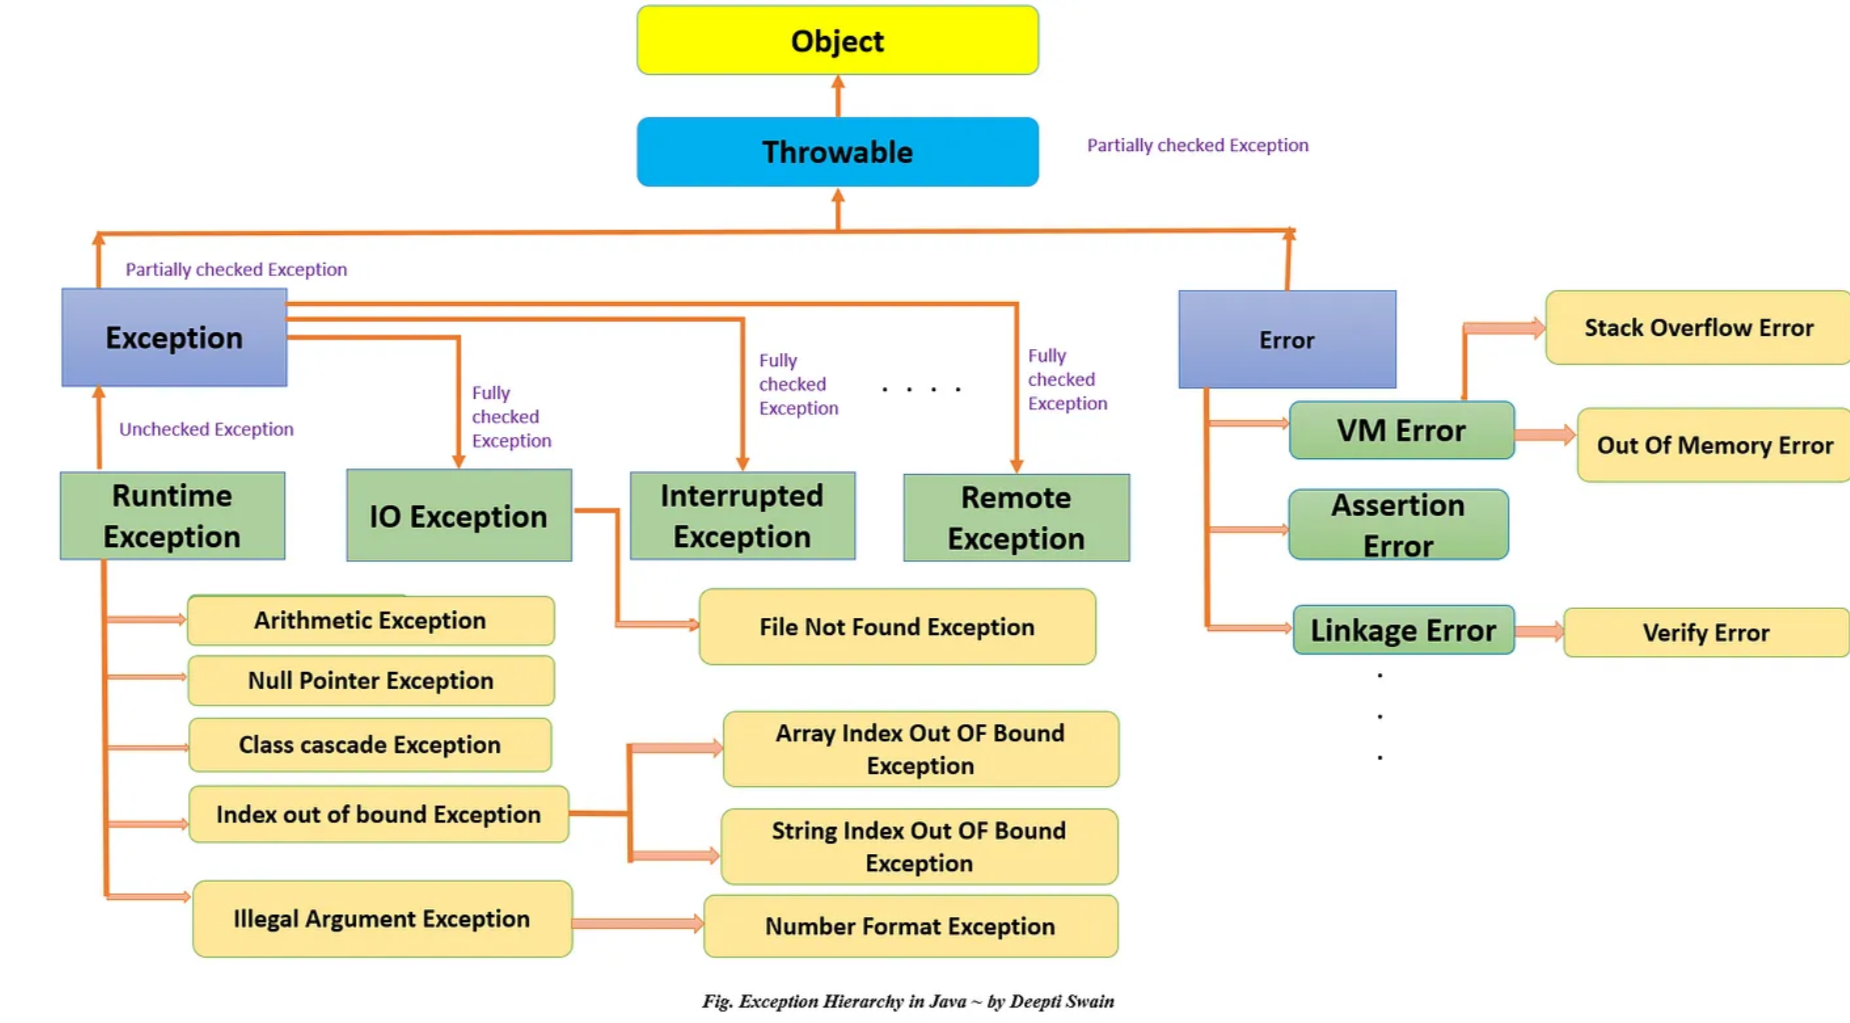 Object
Throwable
Partially checked Exception
Partially checked Exception
Exception
Error
Stack Overflow Error
Fully
checked
Exception
Fully
checked
Exception
. . . .
Fully
checked
Exception
Unchecked Exception
VM Error
Out Of Memory Error
Runtime
Exception
IO Exception
Interrupted
Exception
Remote
Exception
Assertion
Error
Arithmetic Exception
File Not Found Exception
Linkage Error
Verify Error
Null Pointer Exception
.
.
.
Class cascade Exception
Array Index Out OF Bound
Exception
Index out of bound Exception
String Index Out OF Bound
Exception
Illegal Argument Exception
Number Format Exception
Fig. Exception Hierarchy in Java ~ by Deepti Swain